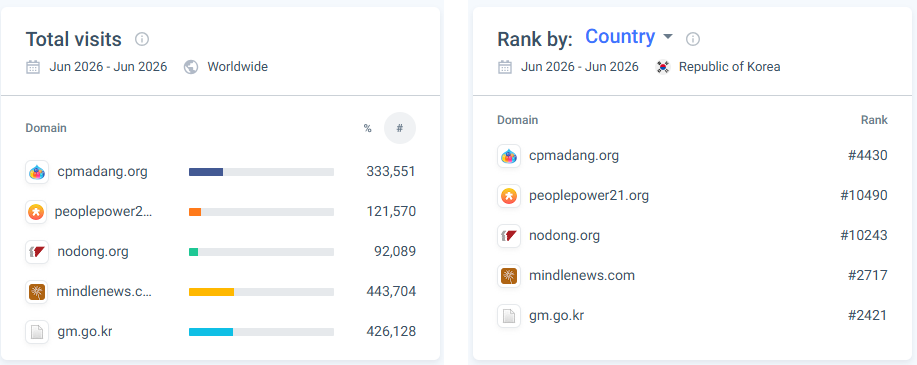 Total visits
Jun 2026 - Jun 2026 Worldwide
Domain % #
cpmadang.org 333,551
peoplepower2... 121,570
nodong.org 92,089
mindlenews.c... 443,704
gm.go.kr 426,128
Rank by: Country
Jun 2026 - Jun 2026 Republic of Korea
Domain Rank
cpmadang.org #4430
peoplepower21.org #10490
nodong.org #10243
mindlenews.com #2717
gm.go.kr #2421